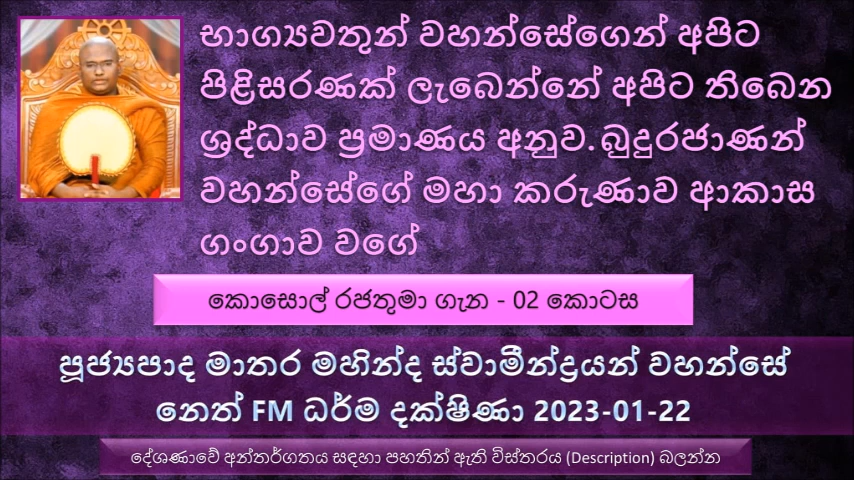 භාග්‍යවතුන් වහන්සේගෙන් අපිට
පිළිසරණක් ලැබෙන්නේ අපිට තිබෙන
ශ්‍රද්ධාව ප්‍රමාණය අනුව. බුදුරජාණන්
වහන්සේගේ මහා කරුණාව ආකාස
ගංගාව වගේ
කොසොල් රජතුමා ගැන - 02 කොටස
පූජ්‍යපාද මාතර මහින්ද ස්වාමීන්ද්‍රයන් වහන්සේ
නෙත් FM ධර්ම දක්ෂිණා 2023-01-22
දේශණාවේ අන්තර්ගතය සඳහා පහතින් ඇති විස්තරය (Description) බලන්න